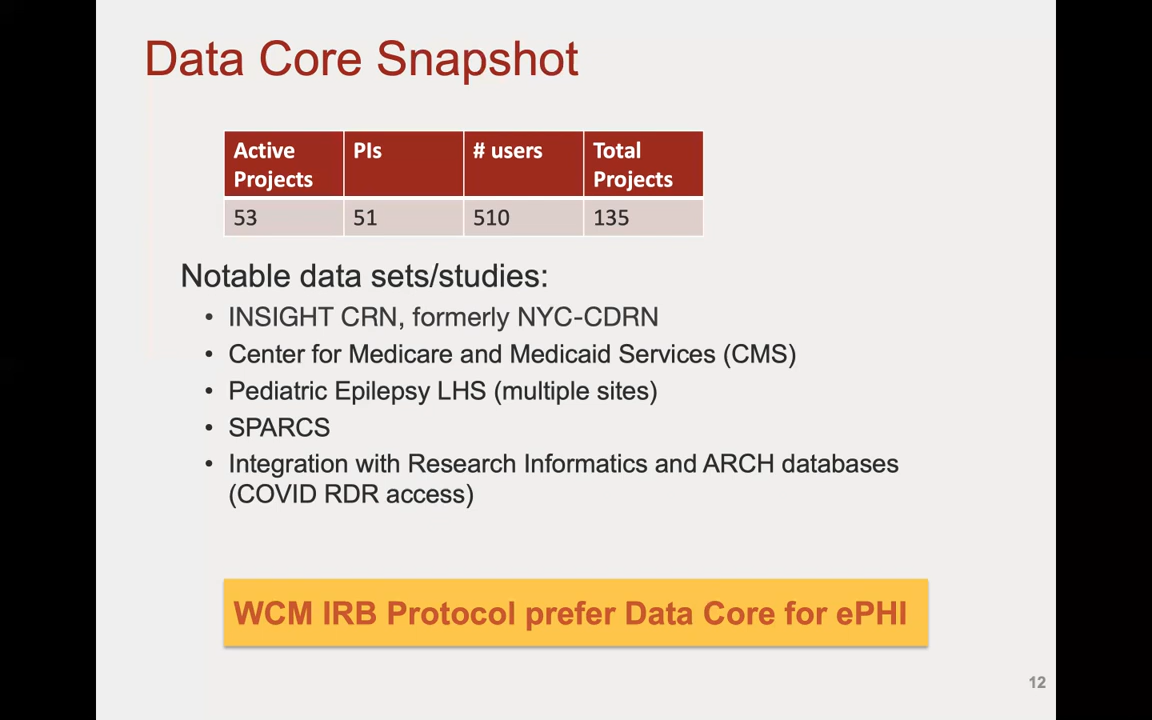 Data Core Snapshot
Active Projects PIs # users Total Projects
53 51 510 135
Notable data sets/studies:
• INSIGHT CRN, formerly NYC-CDRN
• Center for Medicare and Medicaid Services (CMS)
• Pediatric Epilepsy LHS (multiple sites)
• SPARCS
• Integration with Research Informatics and ARCH databases
(COVID RDR access)
WCM IRB Protocol prefer Data Core for ePHI
12